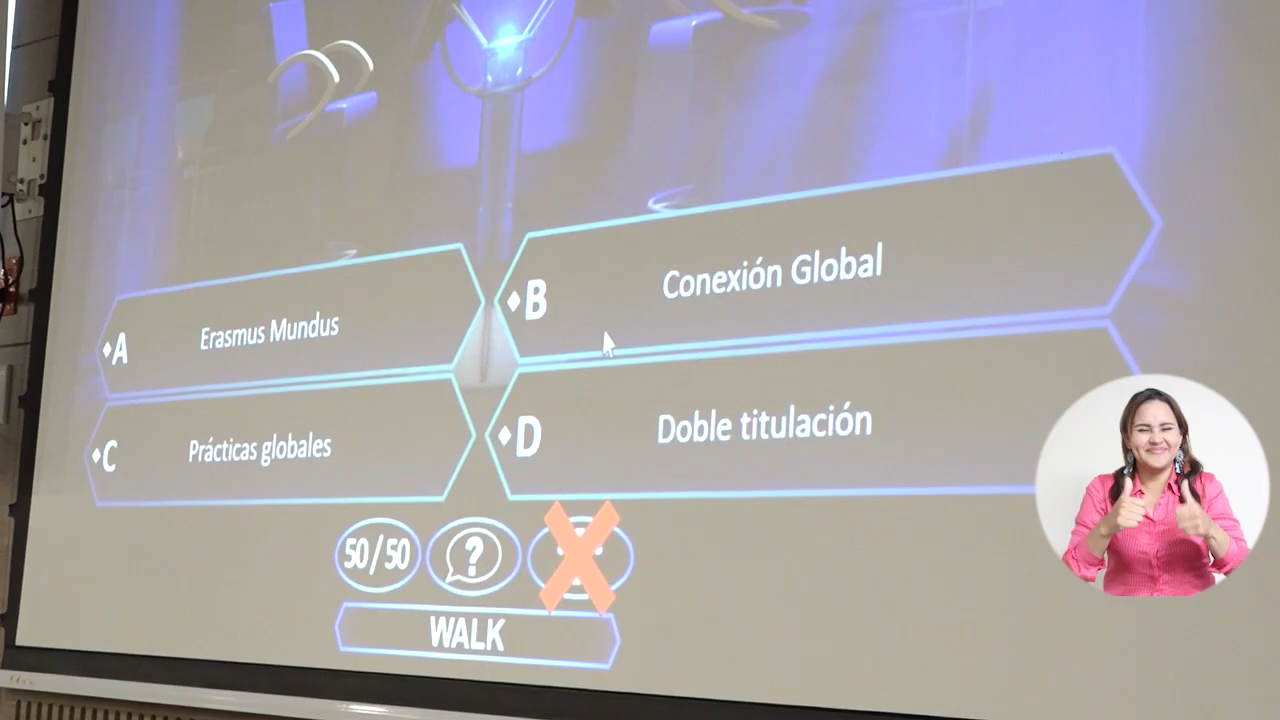 ◆A Erasmus Mundus
◆B Conexión Global
◆C Prácticas globales
◆D Doble titulación
50/50 ?
WALK